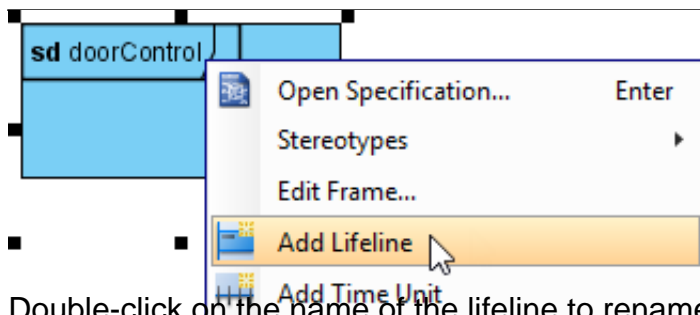 sd doorControl
Open Specification... Enter
Stereotypes
Edit Frame...
Add Lifeline
Add Time Unit
Double-click on the name of the lifeline to rename